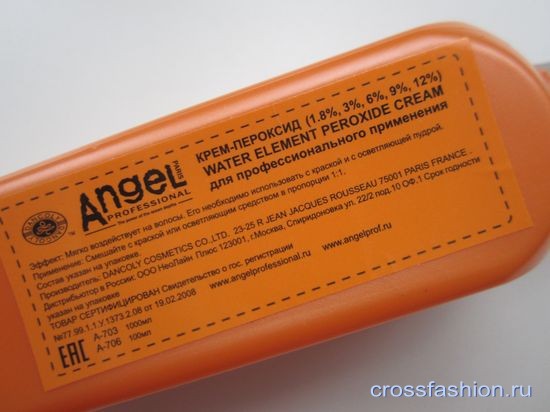 КРЕМ-ПЕРОКСИД (1.8%, 3%, 6%, 9%, 12%)
WATER ELEMENT PEROXIDE CREAM
для профессионального применения
Angel
PARIS
PROFESSIONAL
DANCOLY
TM
Эффект: Мягко воздействует на волосы. Его необходимо использовать с краской и с осветляющей пудрой.
Применение: Смешайте с краской или осветляющим средством в пропорции 1:1.
Состав указан на упаковке.
Производитель: DANCOLY COSMETICS CO.,LTD. 23-25 R JEAN JACQUES ROUSSEAU 75001 PARIS FRANCE .
Дистрибьютор в России: ООО НеоЛайн Плюс 123001, г.Москва, Спиридоновка ул. 22/2 под.10 ОФ.1 Срок годности
указан на упаковке
ТОВАР СЕРТИФИЦИРОВАН Свидетельство о гос. регистрации
№77.99.1.1.У.1373.2.08 от 19.02.2008
www.angelprofessional.ru www.angelprof.ru
EAC
A-703 1000мл
A-706 100мл
crossfashion.ru